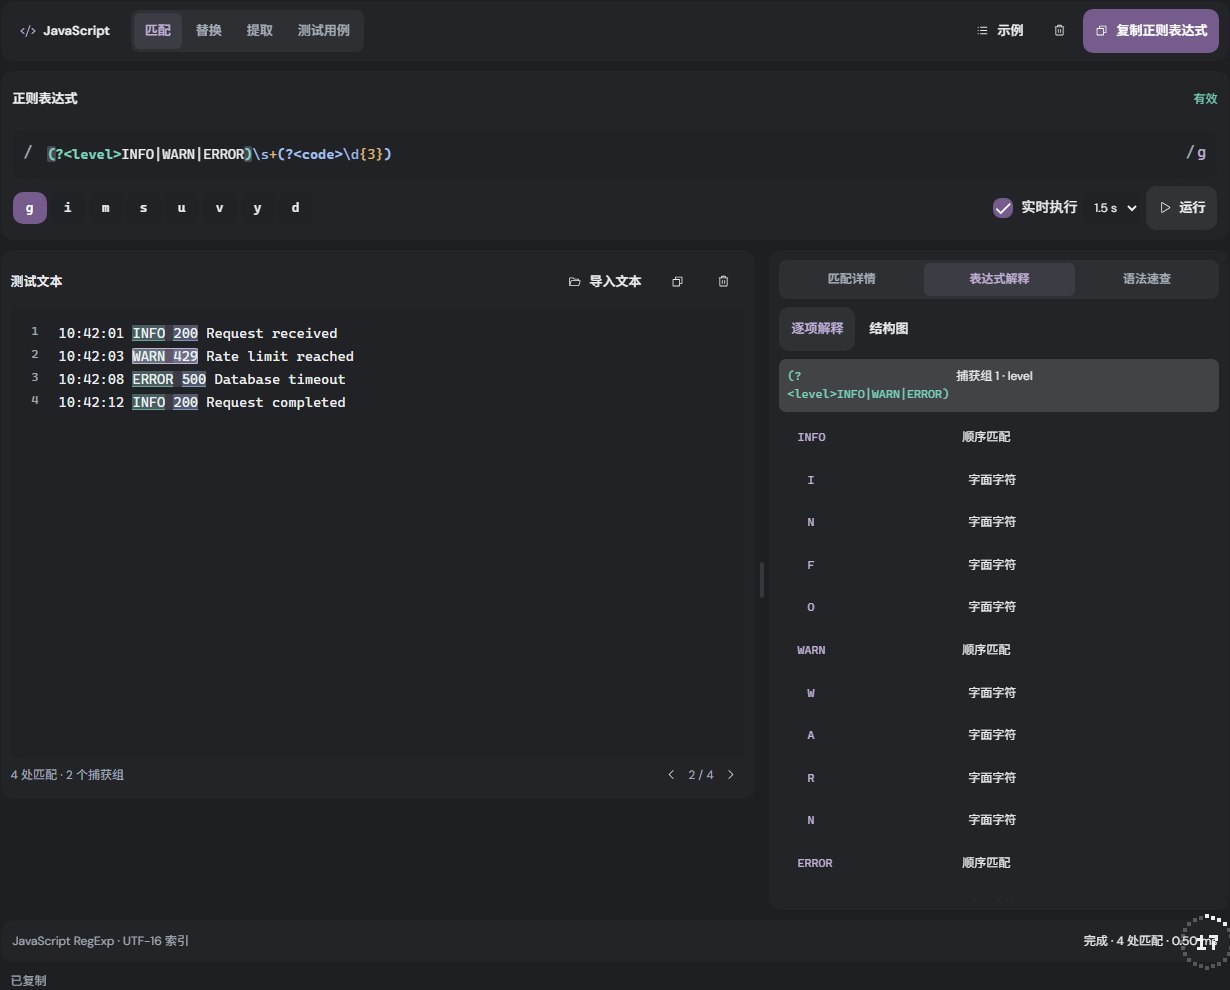 </> JavaScript 匹配 替换 提取 测试用例 示例 复制正则表达式
正则表达式 有效
/ (?<level>INFO|WARN|ERROR)\s+(?<code>\d{3}) /g
g i m s u v y d 实时执行 1.5 s 运行
测试文本 导入文本
1 10:42:01 INFO 200 Request received
2 10:42:03 WARN 429 Rate limit reached
3 10:42:08 ERROR 500 Database timeout
4 10:42:12 INFO 200 Request completed
4 处匹配 · 2 个捕获组 2 / 4
匹配详情 表达式解释 语法速查
逐项解释 结构图
(? 捕获组 1 · level
<level>INFO|WARN|ERROR)
INFO 顺序匹配
I 字面字符
N 字面字符
F 字面字符
O 字面字符
WARN 顺序匹配
W 字面字符
A 字面字符
R 字面字符
N 字面字符
ERROR 顺序匹配
JavaScript RegExp · UTF-16 索引 完成 · 4 处匹配 · 0.50 ms
17
已复制